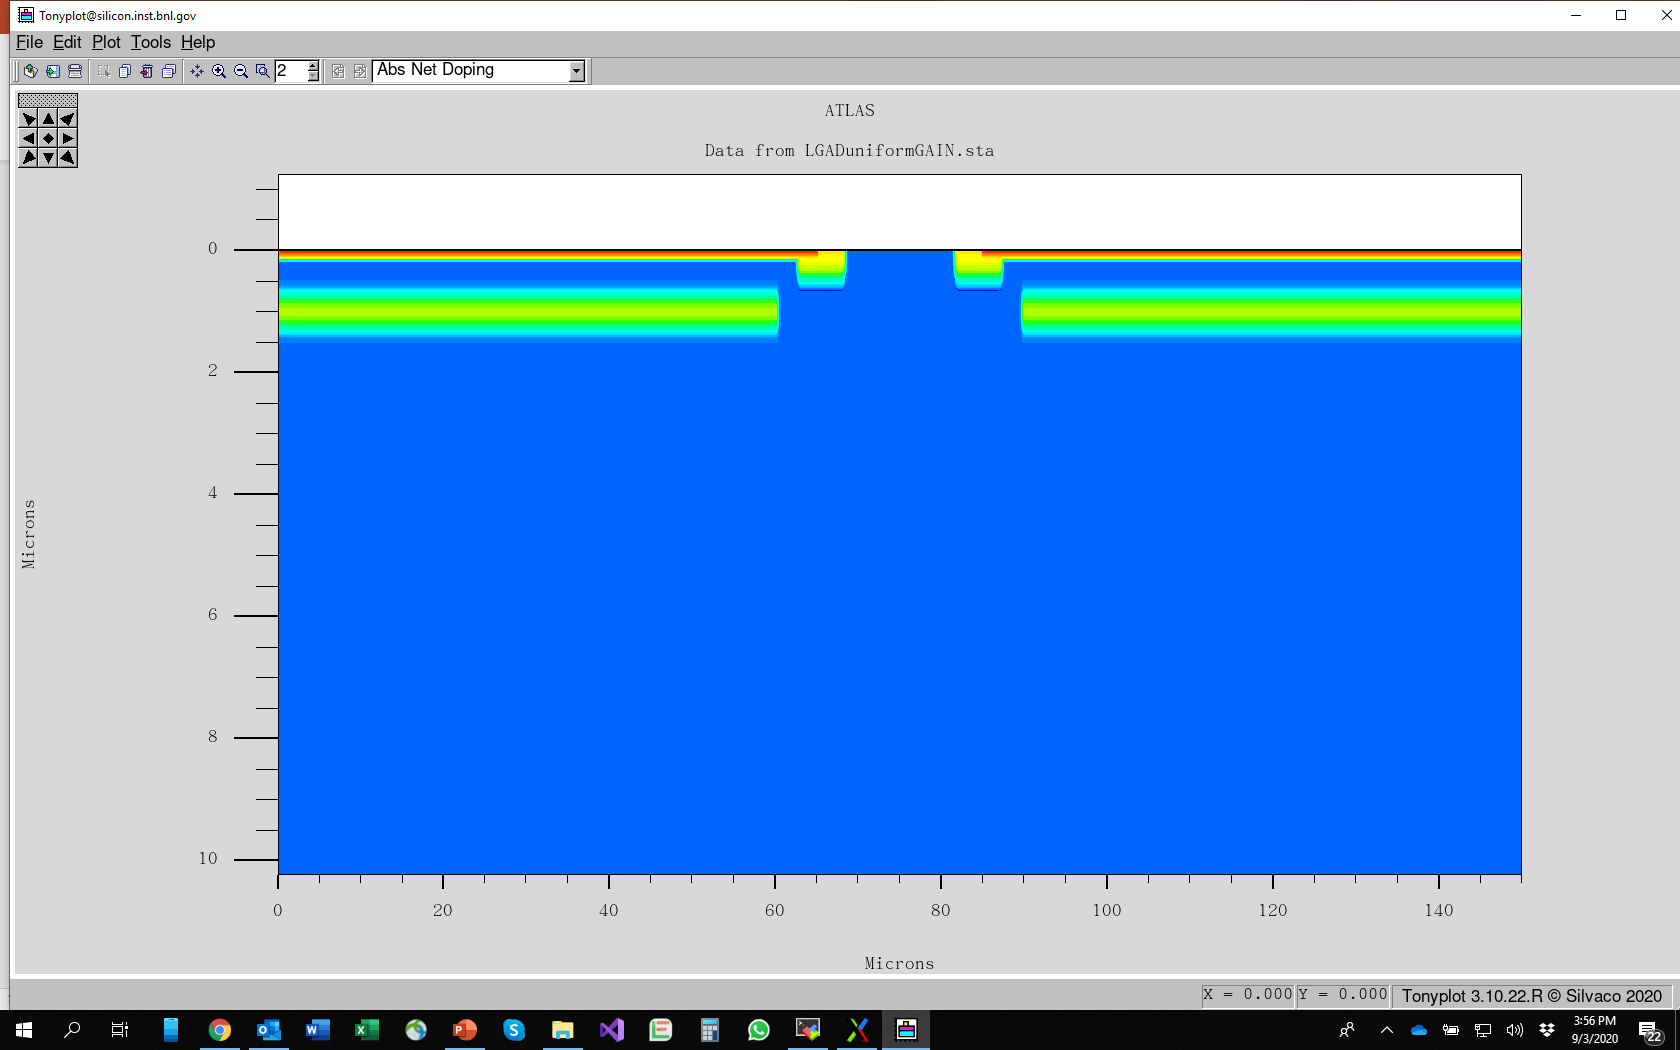 Tonyplot@silicon.inst.bnl.gov
File Edit Plot Tools Help
2 Abs Net Doping
ATLAS
Data from LGADuniformGAIN.sta
0
2
4
6
8
10
Microns
0 20 40 60 80 100 120 140
Microns
X = 0.000 Y = 0.000 Tonyplot 3.10.22.R © Silvaco 2020
3:56 PM
9/3/2020
22